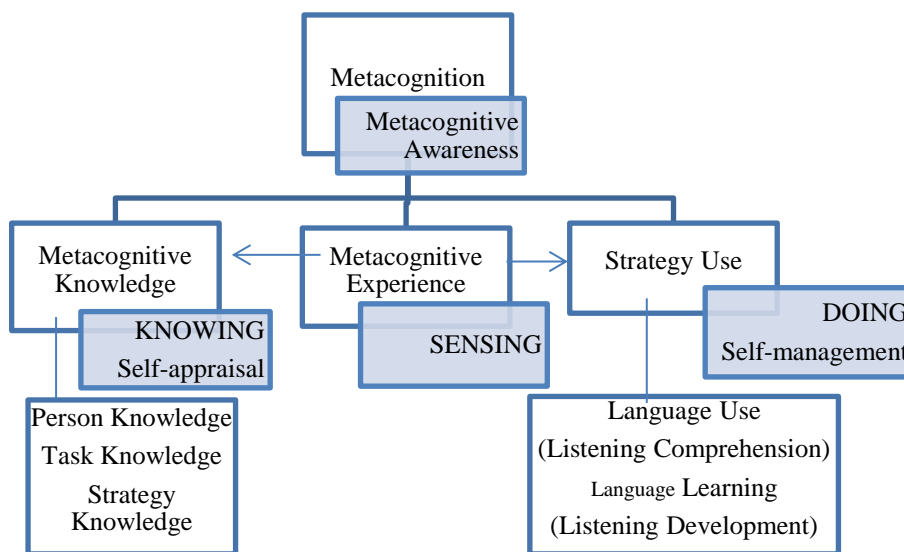 Metacognition
Metacognitive
Awareness
Metacognitive
Knowledge
KNOWING
Self-appraisal
Metacognitive
Experience
SENSING
Strategy Use
DOING
Self-management
Person Knowledge
Task Knowledge
Strategy
Knowledge
Language Use
(Listening Comprehension)
Language Learning
(Listening Development)